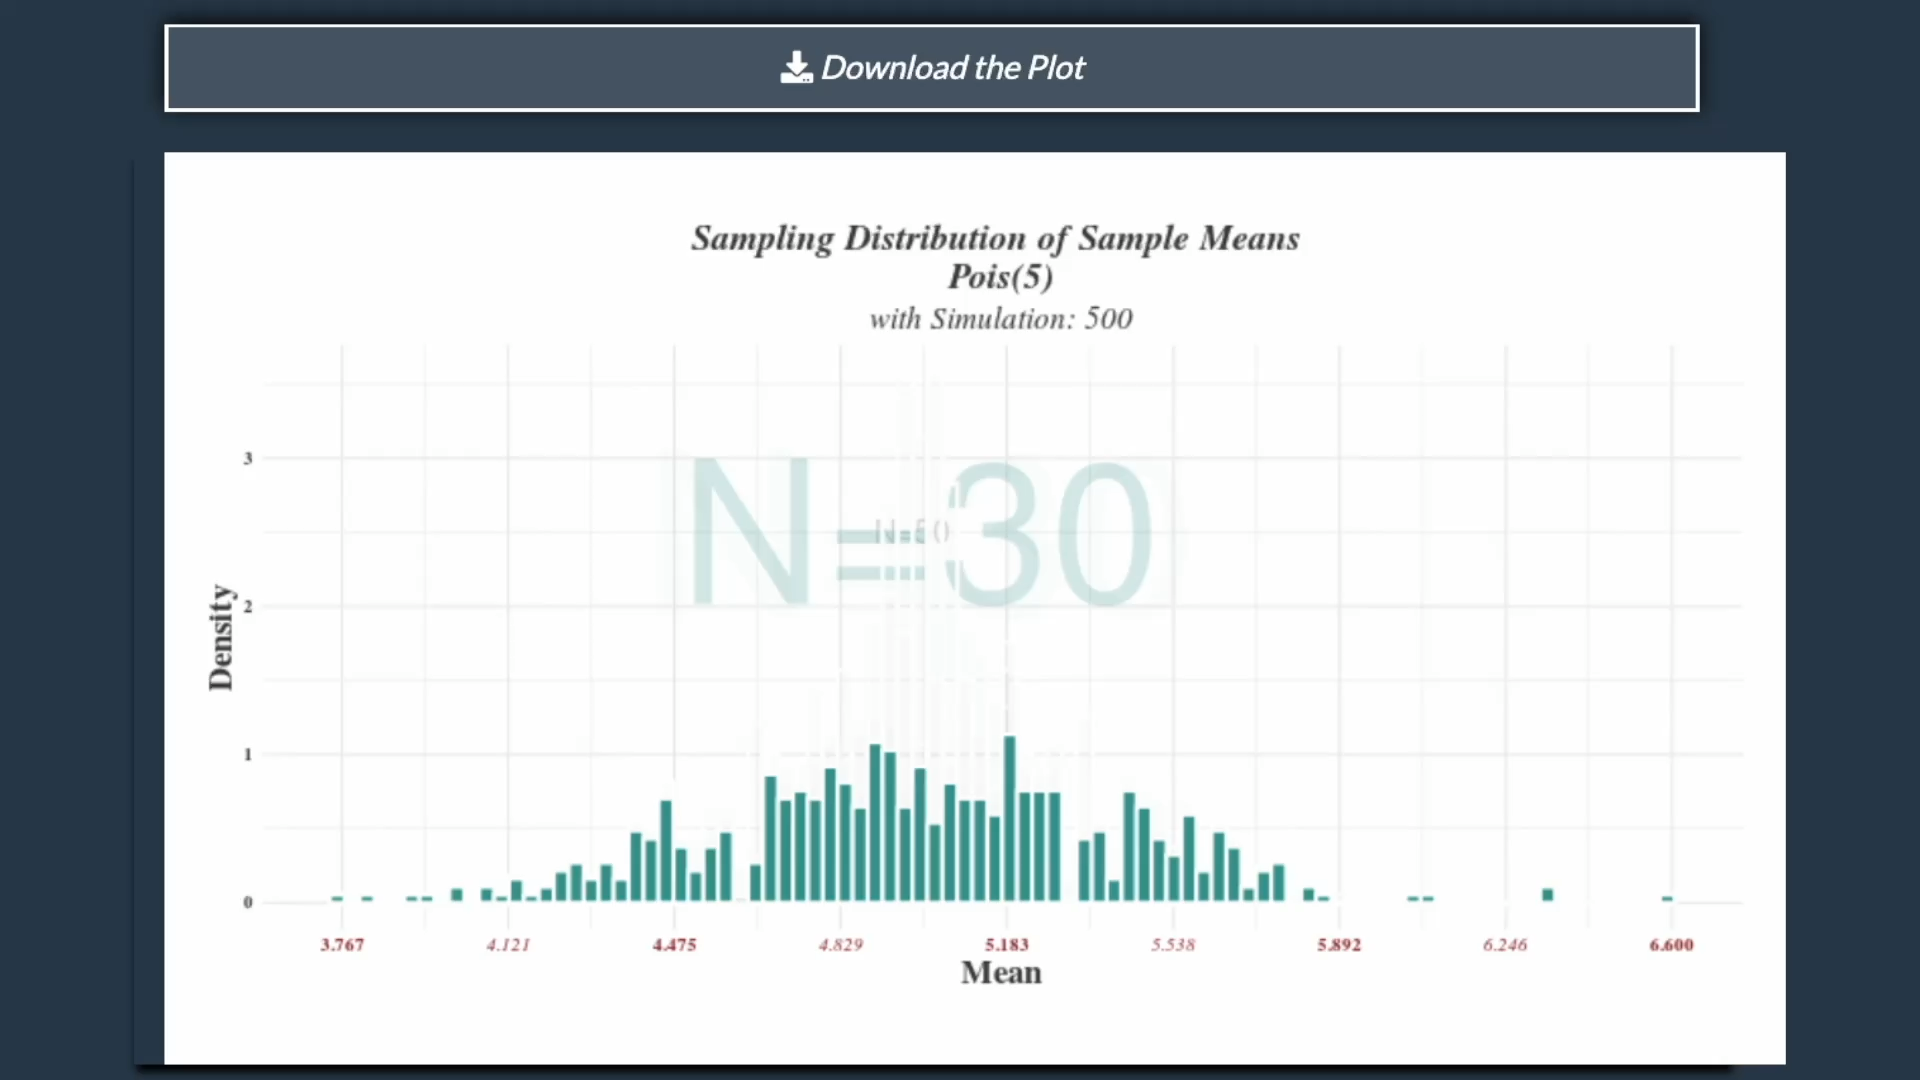 Download the Plot
Sampling Distribution of Sample Means
Pois(5)
with Simulation: 500
N=30
N=50
Density
3
2
1
0
3.767 4.121 4.475 4.829 5.183 5.538 5.892 6.246 6.600
Mean